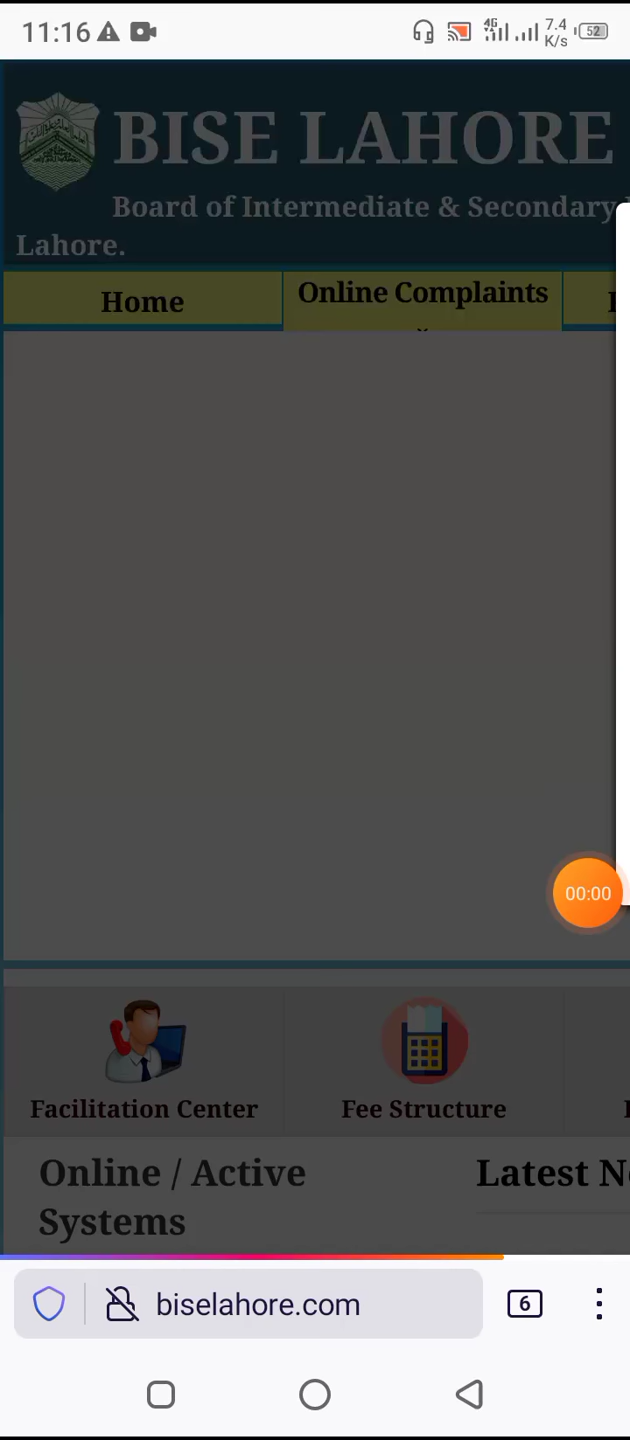 11:16
4G
7.4
K/s
52
BISE LAHORE
Board of Intermediate & Secondary
Lahore.
Home
Online Complaints
00:00
Facilitation Center
Fee Structure
Online / Active
Systems
Latest N
biselahore.com
6